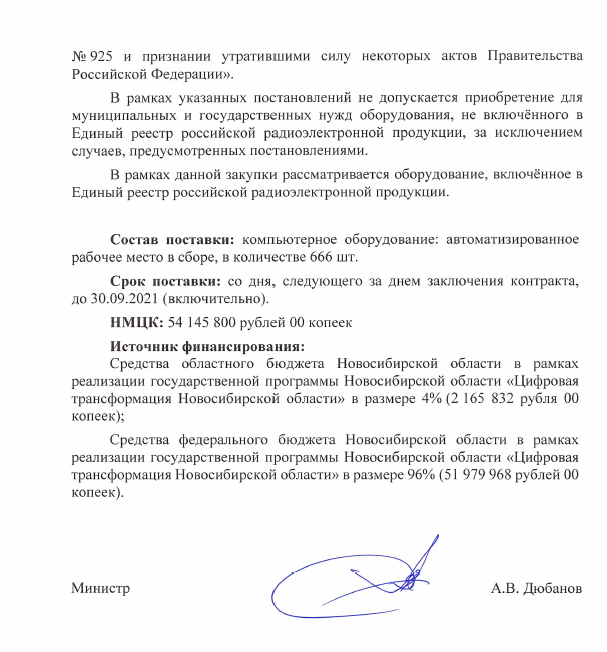 № 925 и признании утратившими силу некоторых актов Правительства
Российской Федерации».
В рамках указанных постановлений не допускается приобретение для
муниципальных и государственных нужд оборудования, не включённого в
Единый реестр российской радиоэлектронной продукции, за исключением
случаев, предусмотренных постановлениями.
В рамках данной закупки рассматривается оборудование, включённое в
Единый реестр российской радиоэлектронной продукции.
Состав поставки: компьютерное оборудование: автоматизированное
рабочее место в сборе, в количестве 666 шт.
Срок поставки: со дня, следующего за днем заключения контракта,
до 30.09.2021 (включительно).
НМЦК: 54 145 800 рублей 00 копеек
Источник финансирования:
Средства областного бюджета Новосибирской области в рамках
реализации государственной программы Новосибирской области «Цифровая
трансформация Новосибирской области» в размере 4% (2 165 832 рубля 00
копеек);
Средства федерального бюджета Новосибирской области в рамках
реализации государственной программы Новосибирской области «Цифровая
трансформация Новосибирской области» в размере 96% (51 979 968 рублей 00
копеек).
Министр А.В. Дюбанов